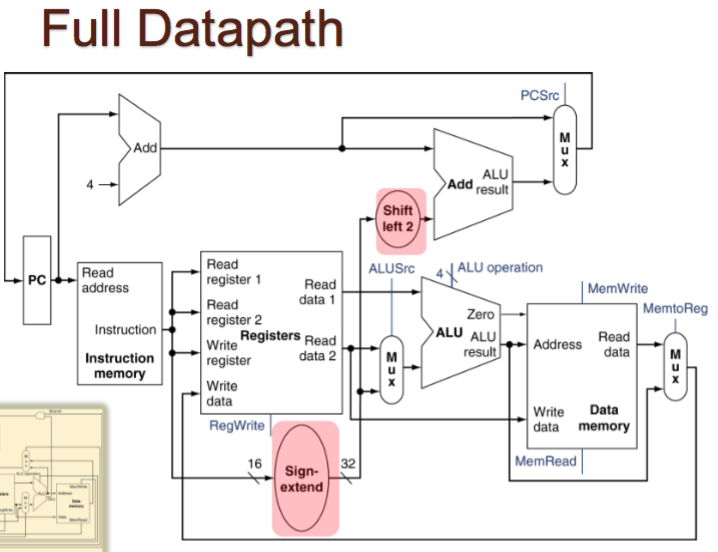 Full Datapath
PCSrc
Add
4
M
u
x
Add
ALU
result
Shift
left 2
PC
Read
address
Instruction
Instruction
memory
Read
register 1
Read
register 2
Write
register
Write
data
Registers
Read
data 1
Read
data 2
RegWrite
ALUSrc
4
ALU operation
M
u
x
Zero
ALU
ALU
result
MemWrite
MemtoReg
Address
Read
data
Write
data
Data
memory
MemRead
M
u
x
16
Sign-
extend
32